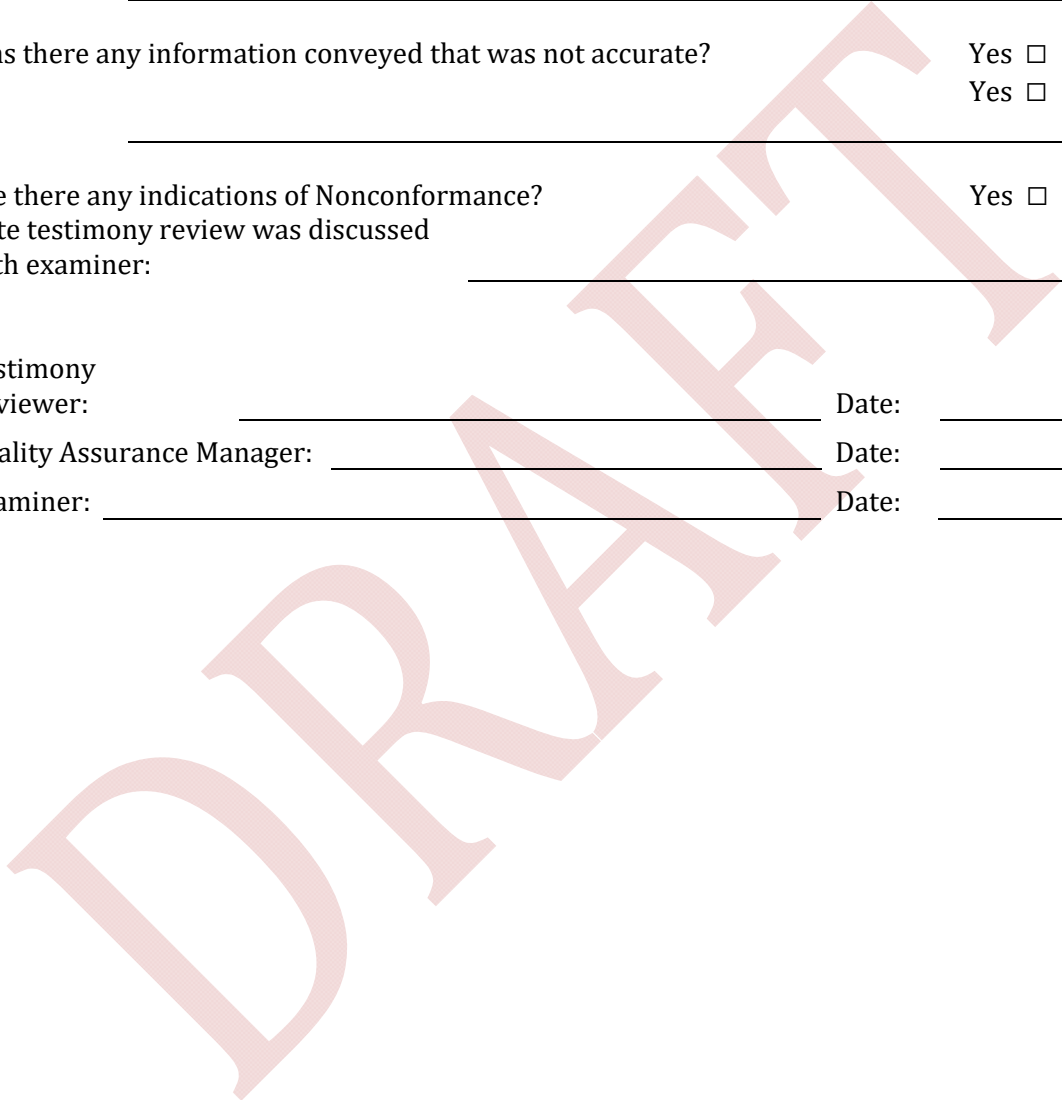 as there any information conveyed that was not accurate? Yes ☐
Yes ☐
e there any indications of Nonconformance? Yes ☐
te testimony review was discussed
th examiner:
stimony
viewer: Date:
ality Assurance Manager: Date:
aminer: Date:
DRAFT